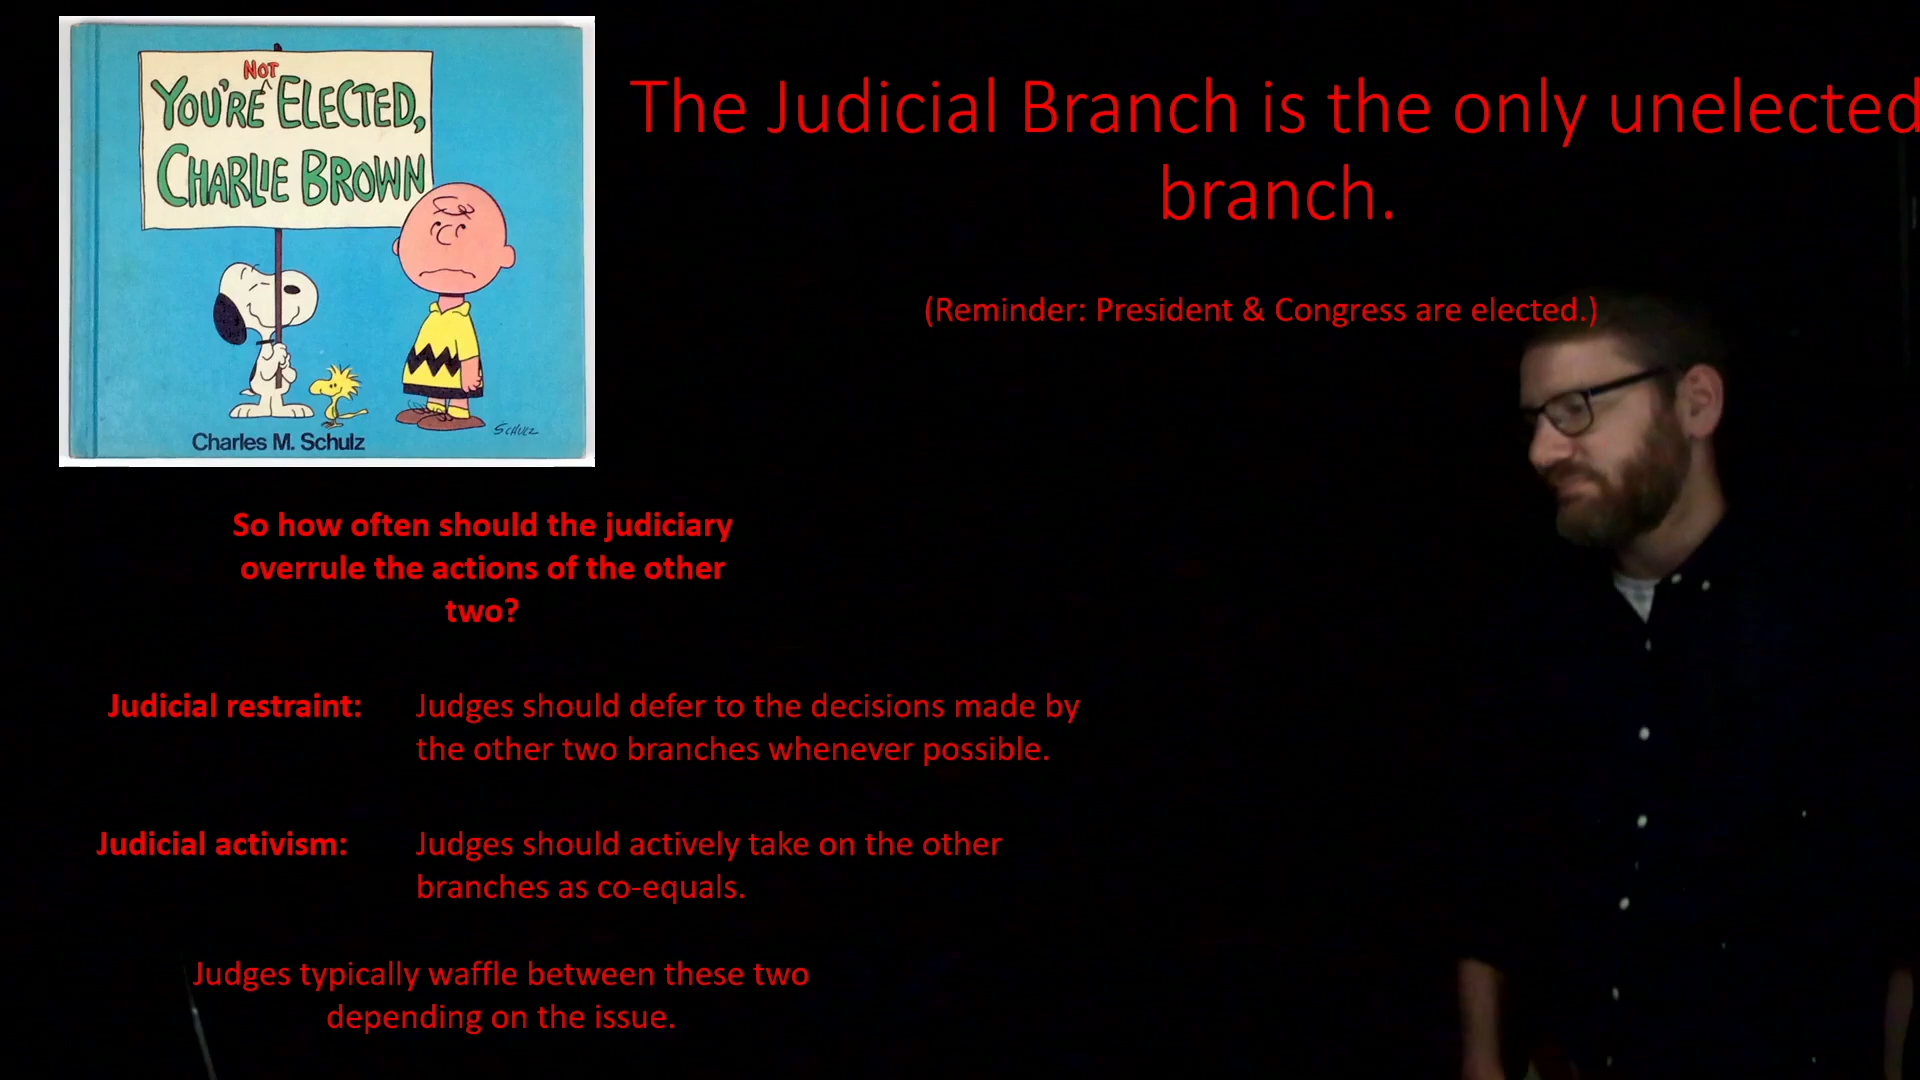 NOT
YOU'RE ^ ELECTED,
CHARLIE BROWN
SCHULZ
Charles M. Schulz
The Judicial Branch is the only unelected
branch.
(Reminder: President & Congress are elected.)
So how often should the judiciary
overrule the actions of the other
two?
Judicial restraint: Judges should defer to the decisions made by
the other two branches whenever possible.
Judicial activism: Judges should actively take on the other
branches as co-equals.
Judges typically waffle between these two
depending on the issue.